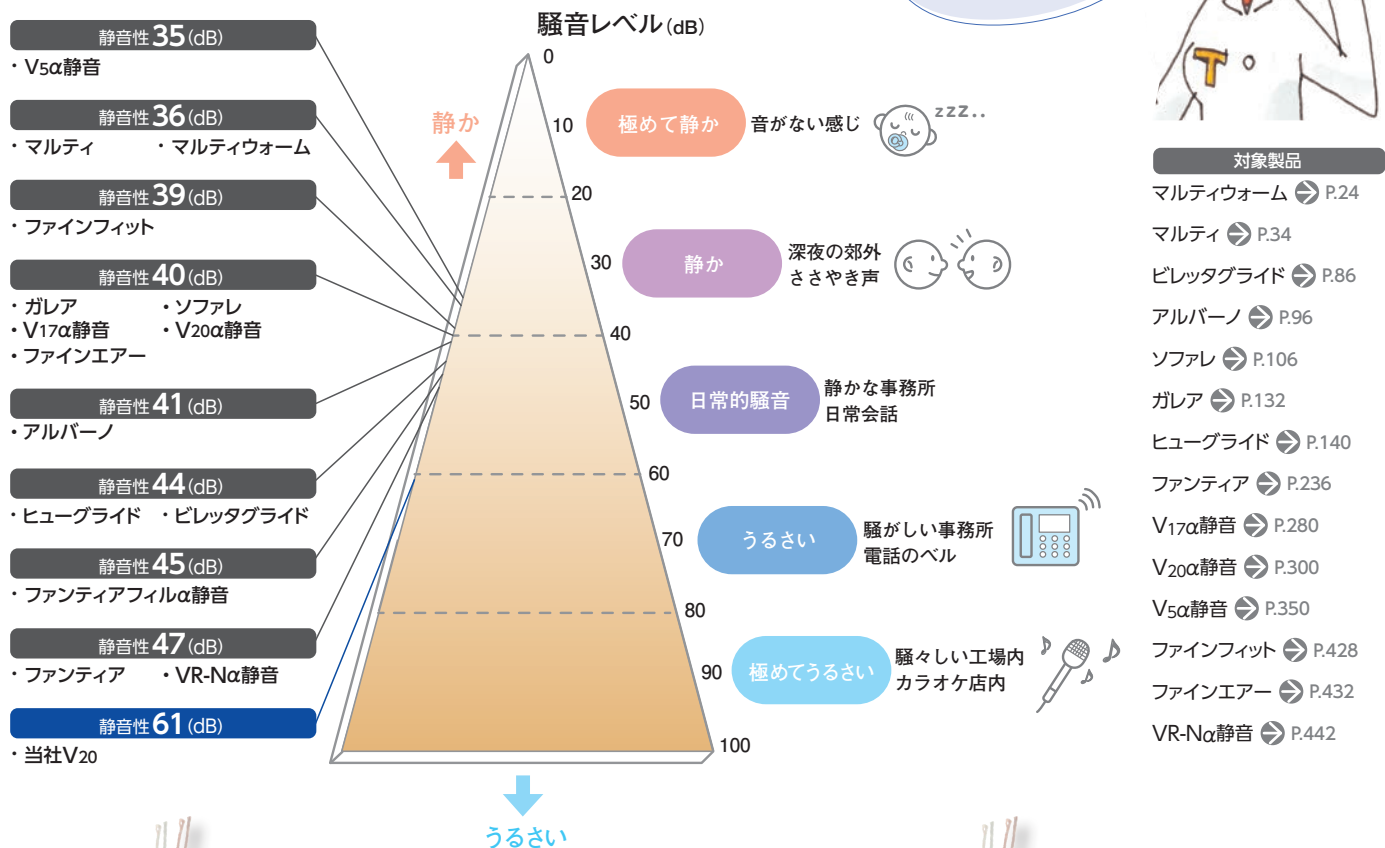 静音性35(dB)
・V5α静音
静音性36(dB)
・マルティ ・マルティウォーム
静音性39(dB)
・ファインフィット
静音性40(dB)
・ガレア ・ソファレ
・V17α静音 ・V20α静音
・ファインエアー
静音性41(dB)
・アルバーノ
静音性44(dB)
・ヒューグライド ・ビレッタグライド
静音性45(dB)
・ファンティアフィルα静音
静音性47(dB)
・ファンティア ・VR-Nα静音
静音性61(dB)
・当社V20
騒音レベル(dB)
静か
0
10
20
30
40
50
60
70
80
90
100
うるさい
極めて静か 音がない感じ
zzz..
静か
深夜の郊外
ささやき声
日常的騒音
静かな事務所
日常会話
うるさい
騒がしい事務所
電話のベル
極めてうるさい
騒々しい工場内
カラオケ店内
T
対象製品
マルティウォーム P.24
マルティ P.34
ビレッタグライド P.86
アルバーノ P.96
ソファレ P.106
ガレア P.132
ヒューグライド P.140
ファンティア P.236
V17α静音 P.280
V20α静音 P.300
V5α静音 P.350
ファインフィット P.428
ファインエアー P.432
VR-Nα静音 P.442